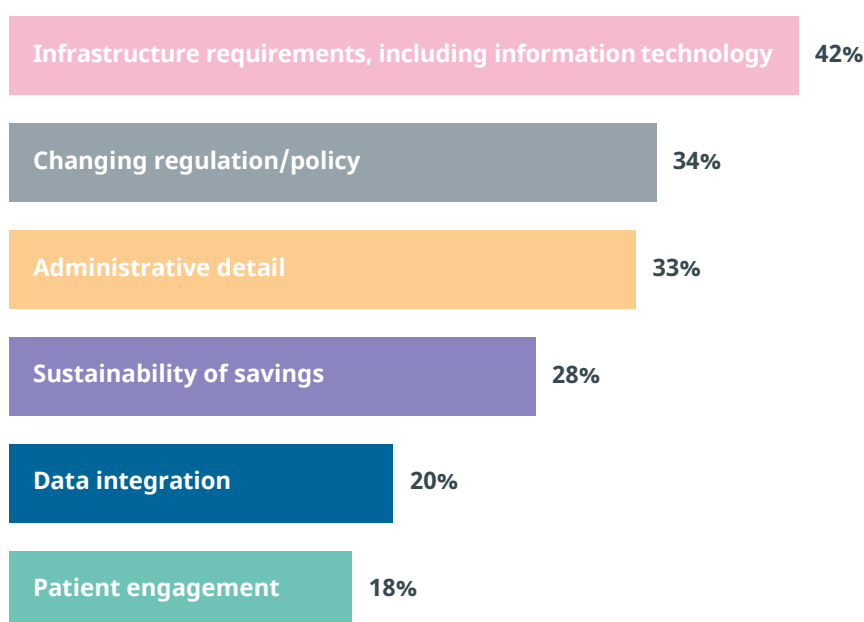 Infrastructure requirements, including information technology 42%
Changing regulation/policy 34%
Administrative detail 33%
Sustainability of savings 28%
Data integration 20%
Patient engagement 18%